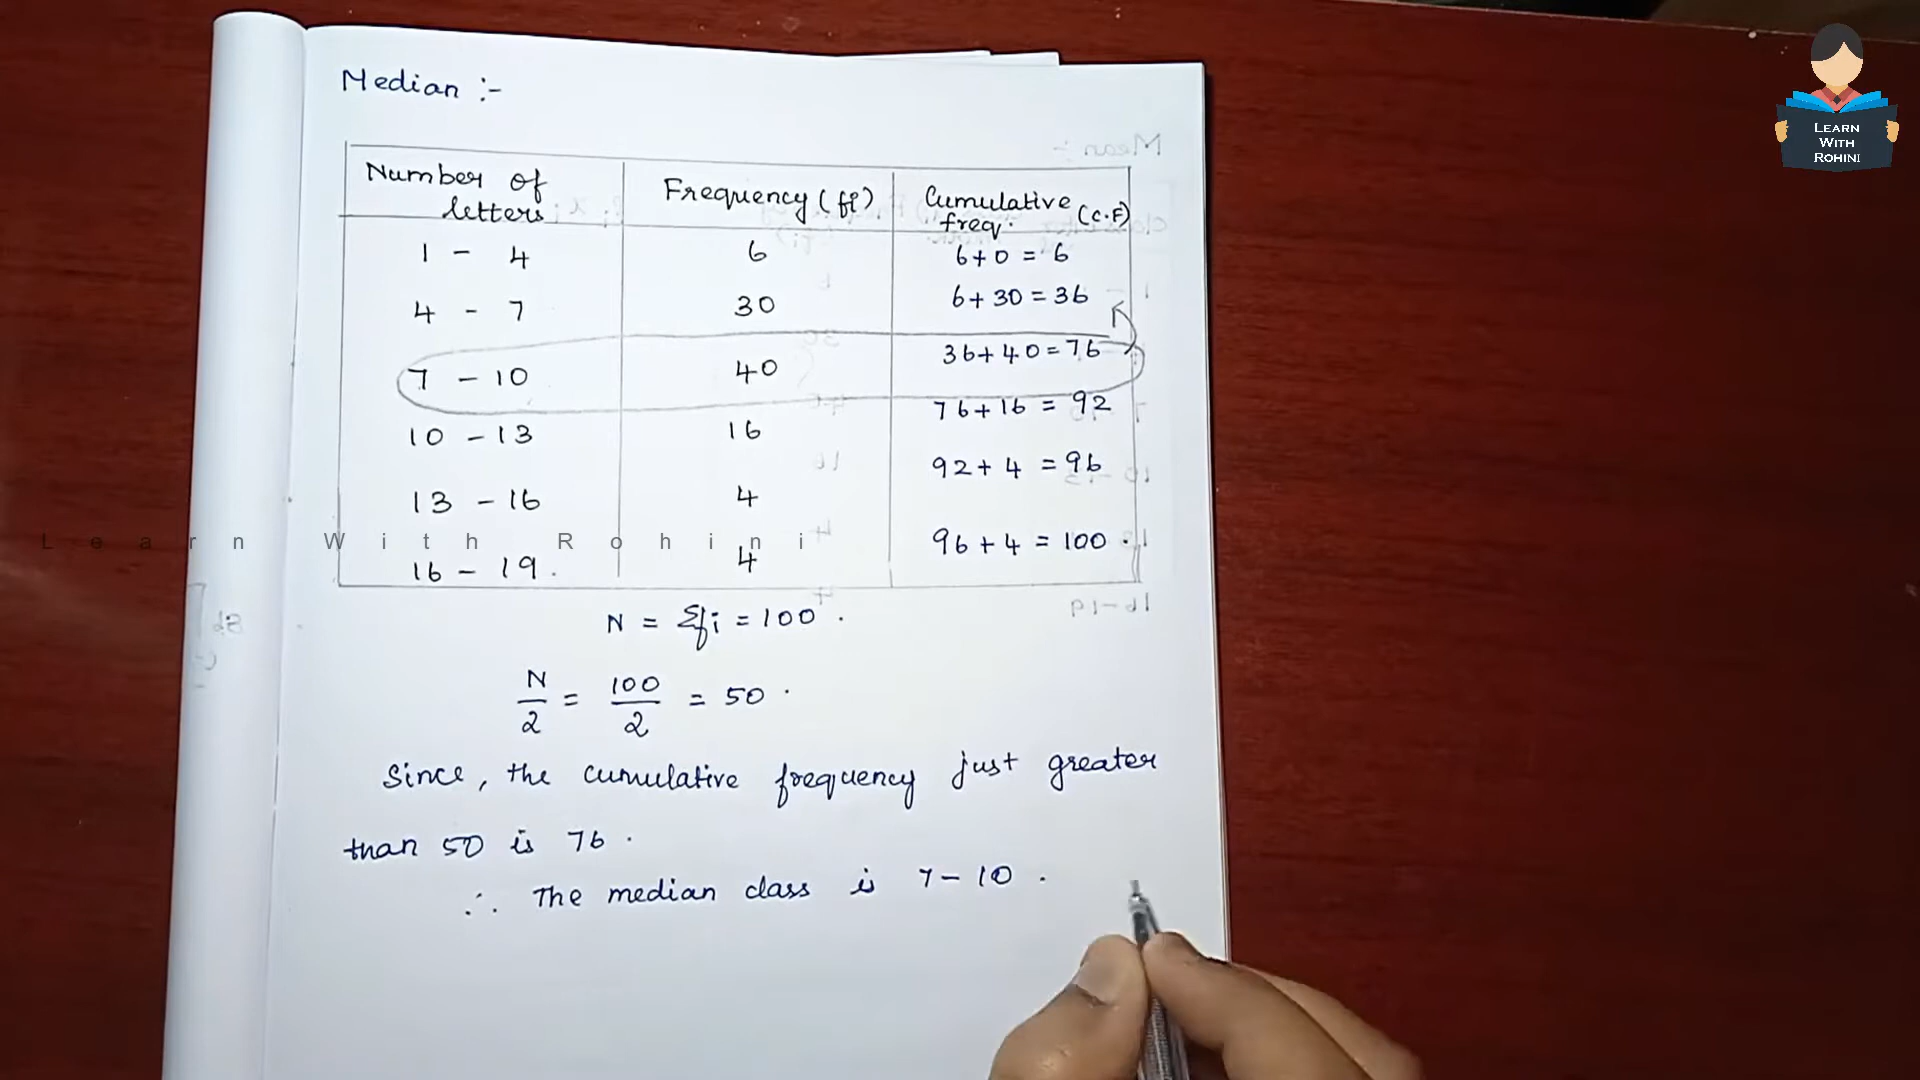 Median :-
Number of letters Frequency (fi) Cumulative freq. (C.F)
1 - 4 6 6+0 = 6
4 - 7 30 6+30 = 36
7 - 10 40 36+40=76
10 - 13 16 76+16 = 92
13 - 16 4 92+4 = 96
16 - 19. 4 96+4 = 100.
N = Σfi = 100.
N/2 = 100/2 = 50.
Since, the cumulative frequency just greater
than 50 is 76.
∴ The median class is 7-10.
Learn With Rohini
LEARN
WITH
ROHINI